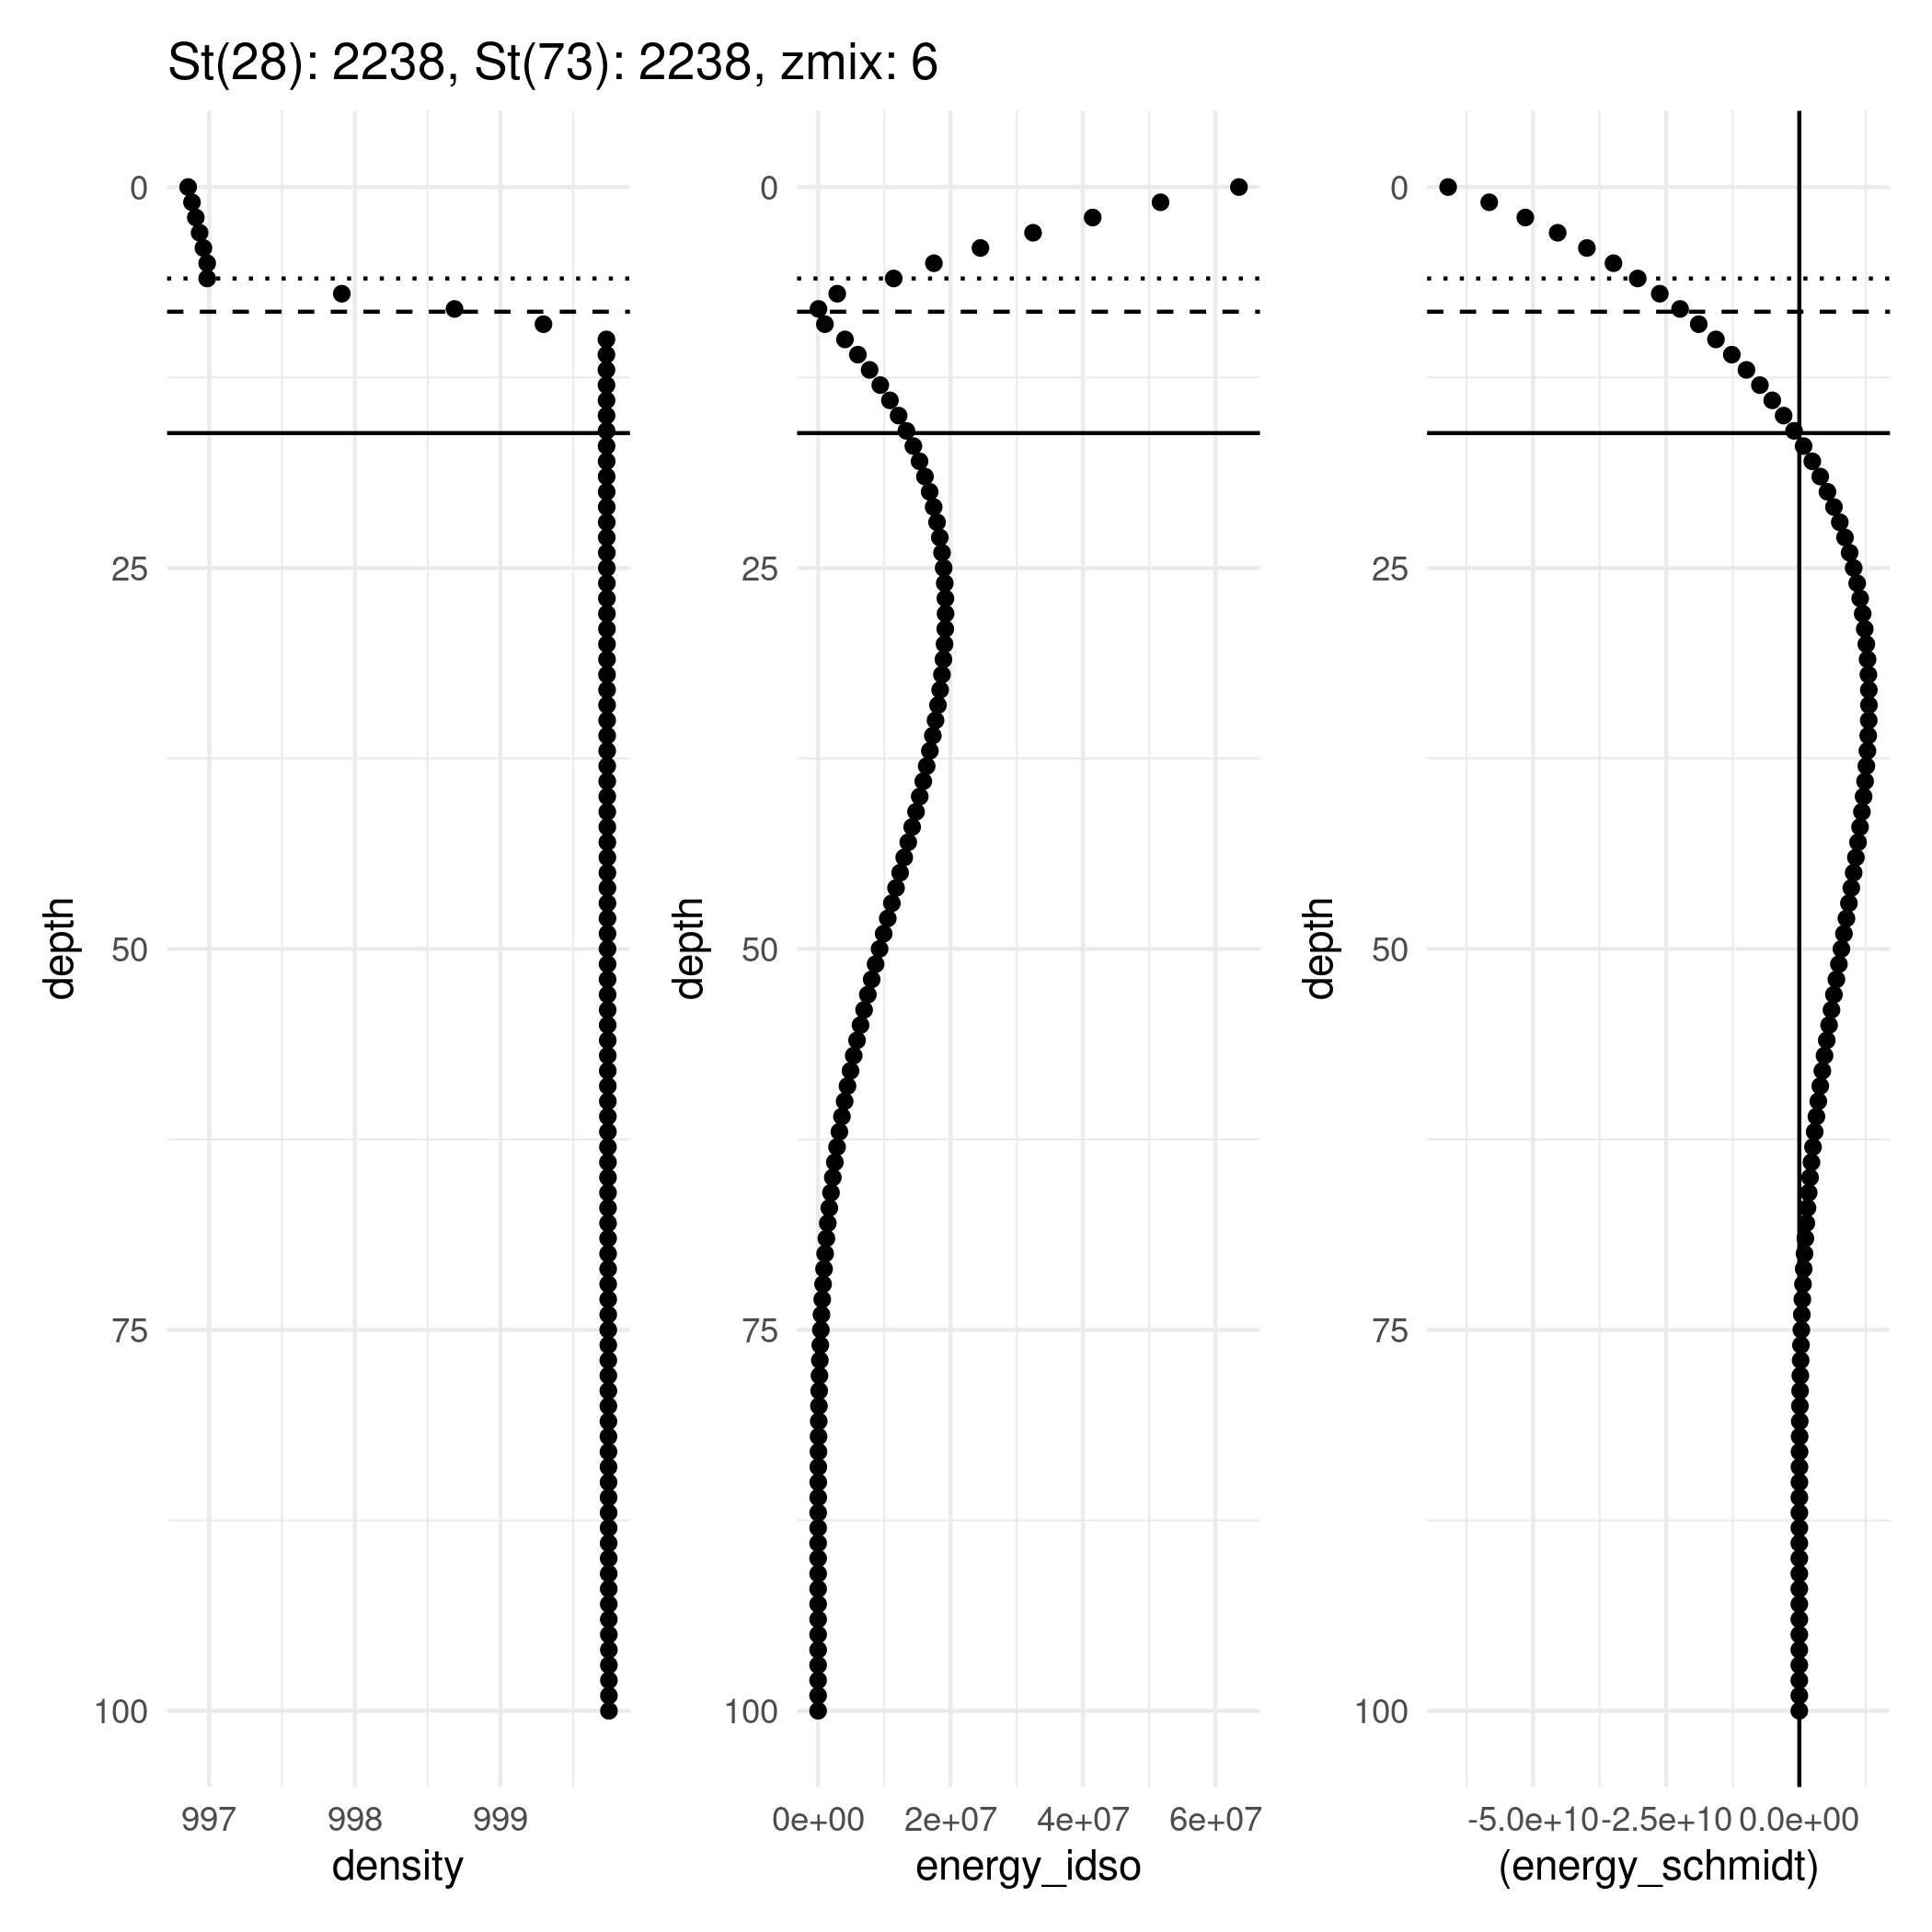 St(28): 2238, St(73): 2238, zmix: 6
0
25
50
75
100
depth
997 998 999
density
0
25
50
75
100
depth
0e+00 2e+07 4e+07 6e+07
energy_idso
0
25
50
75
100
depth
-5.0e+10 -2.5e+10 0.0e+00
(energy_schmidt)